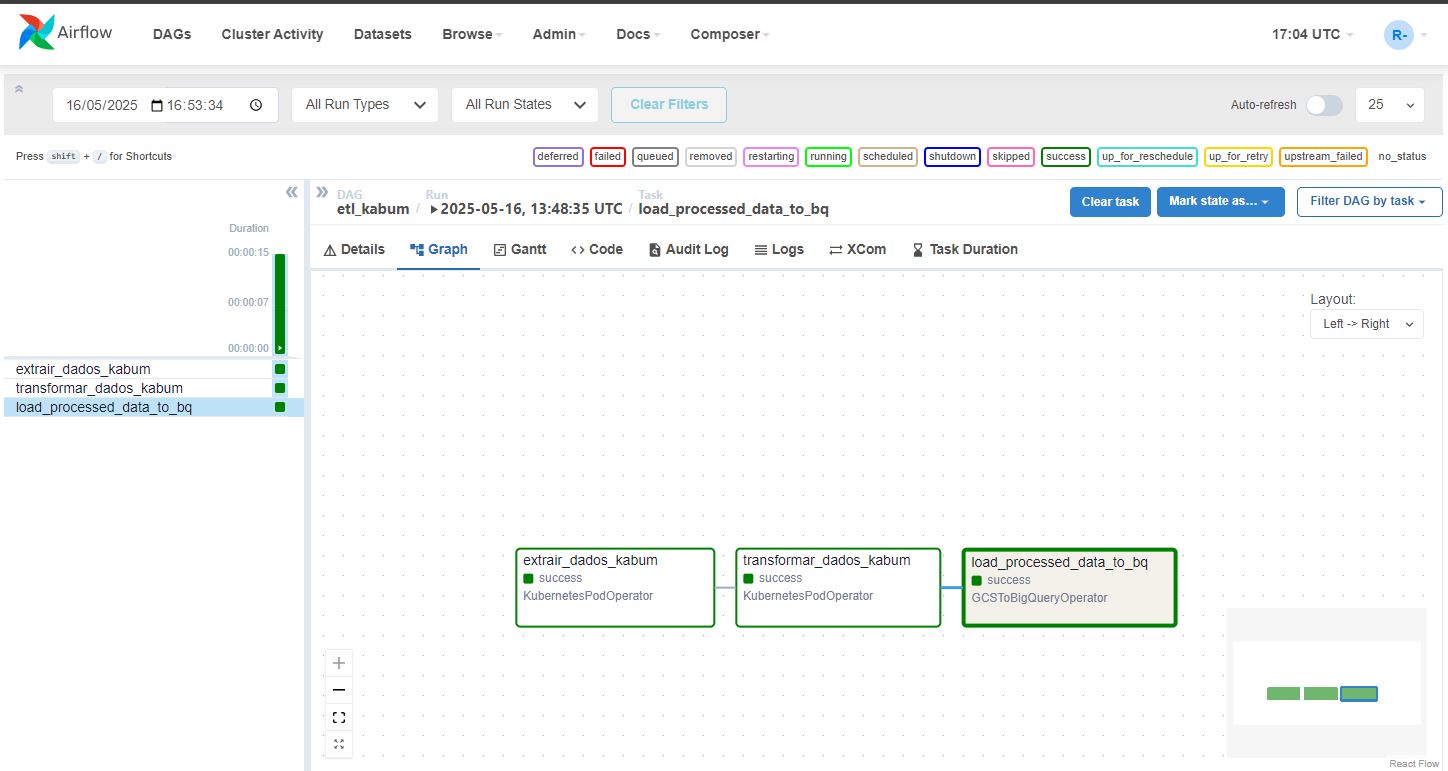 Airflow DAGs Cluster Activity Datasets Browse Admin Docs Composer 17:04 UTC R-
16/05/2025 16:53:34 All Run Types All Run States Clear Filters Auto-refresh 25
Press shift + / for Shortcuts deferred failed queued removed restarting running scheduled shutdown skipped success up_for_reschedule up_for_retry upstream_failed no_status
Duration
00:00:15
00:00:07
00:00:00
extrair_dados_kabum
transformar_dados_kabum
load_processed_data_to_bq
DAG Run Task
etl_kabum / 2025-05-16, 13:48:35 UTC / load_processed_data_to_bq
Clear task Mark state as... Filter DAG by task
Details Graph Gantt Code Audit Log Logs XCom Task Duration
Layout:
Left -> Right
extrair_dados_kabum
success
KubernetesPodOperator
transformar_dados_kabum
success
KubernetesPodOperator
load_processed_data_to_bq
success
GCSToBigQueryOperator
React Flow